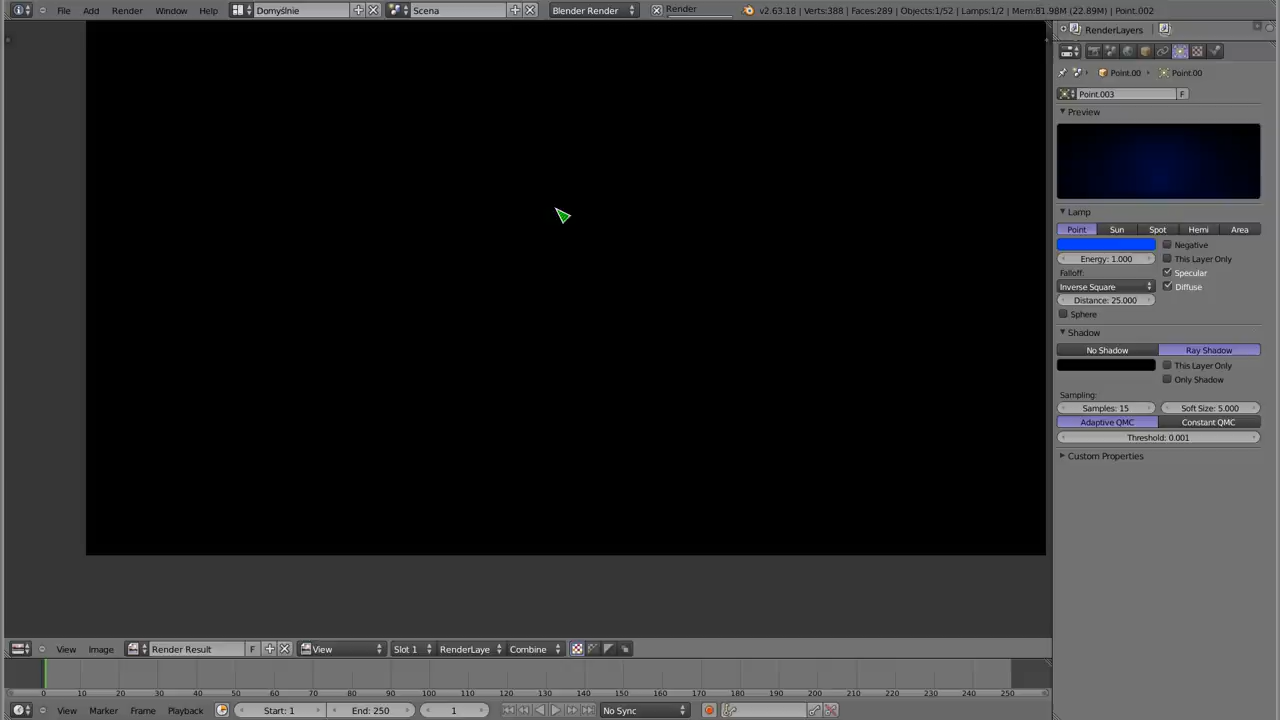 File Add Render Window Help Domyślnie Scena Blender Render Render v2.63.18 | Verts:388 | Faces:289 | Objects:1/52 | Lamps:1/2 | Mem:81.98M (22.89M) | Point.002
RenderLayers
Point.00 Point.00
Point.003 F
Preview
Lamp
Point Sun Spot Hemi Area
Negative
Energy: 1.000 This Layer Only
Falloff: Specular
Inverse Square Diffuse
Distance: 25.000
Sphere
Shadow
No Shadow Ray Shadow
This Layer Only
Only Shadow
Sampling:
Samples: 15 Soft Size: 5.000
Adaptive QMC Constant QMC
Threshold: 0.001
Custom Properties
View Image Render Result F View Slot 1 RenderLaye Combine
0 10 20 30 40 50 60 70 80 90 100 110 120 130 140 150 160 170 180 190 200 210 220 230 240 250
View Marker Frame Playback Start: 1 End: 250 1 No Sync